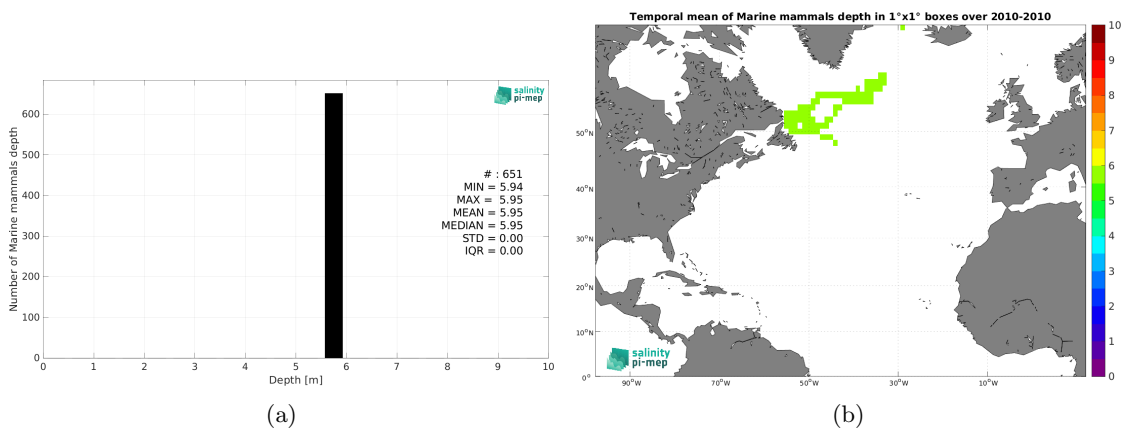 Number of Marine mammals depth
600
500
400
300
200
100
0
0 1 2 3 4 5 6 7 8 9 10
Depth [m]
salinity
pi-mep
# : 651
MIN = 5.94
MAX = 5.95
MEAN = 5.95
MEDIAN = 5.95
STD = 0.00
IQR = 0.00
(a)
Temporal mean of Marine mammals depth in 1°x1° boxes over 2010-2010
50°N
40°N
30°N
20°N
10°N
0°
90°W 70°W 50°W 30°W 10°W
salinity
pi-mep
10
9
8
7
6
5
4
3
2
1
0
(b)